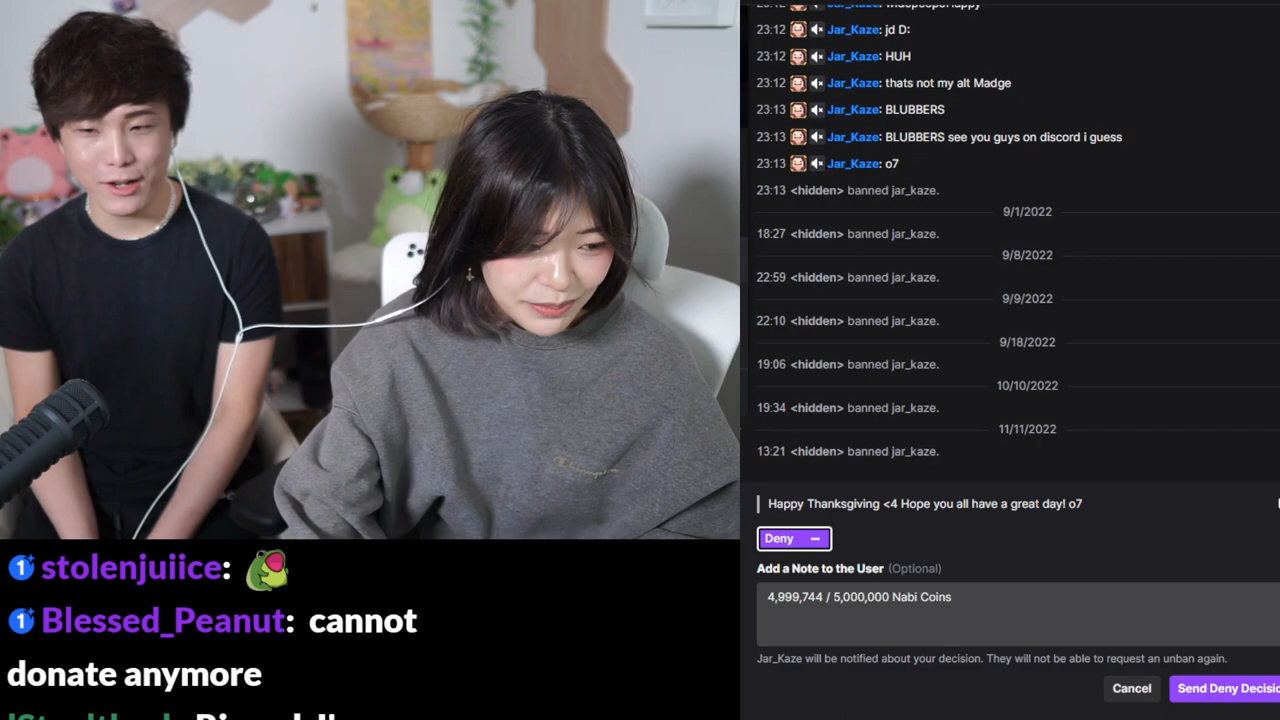 Jar_Kaze: jd D:
23:12 Jar_Kaze: HUH
23:12 Jar_Kaze: thats not my alt Madge
23:13 Jar_Kaze: BLUBBERS
23:13 Jar_Kaze: BLUBBERS see you guys on discord i guess
23:13 Jar_Kaze: o7
23:13 <hidden> banned jar_kaze.
9/1/2022
18:27 <hidden> banned jar_kaze.
9/8/2022
22:59 <hidden> banned jar_kaze.
9/9/2022
22:10 <hidden> banned jar_kaze.
9/18/2022
19:06 <hidden> banned jar_kaze.
10/10/2022
19:34 <hidden> banned jar_kaze.
11/11/2022
13:21 <hidden> banned jar_kaze.
Happy Thanksgiving <4 Hope you all have a great day! o7
Deny —
Add a Note to the User (Optional)
4,999,744 / 5,000,000 Nabi Coins
Jar_Kaze will be notified about your decision. They will not be able to request an unban again.
Cancel
Send Deny Decisio
Champion
1 stolenjuiice:
1 Blessed_Peanut: cannot
donate anymore